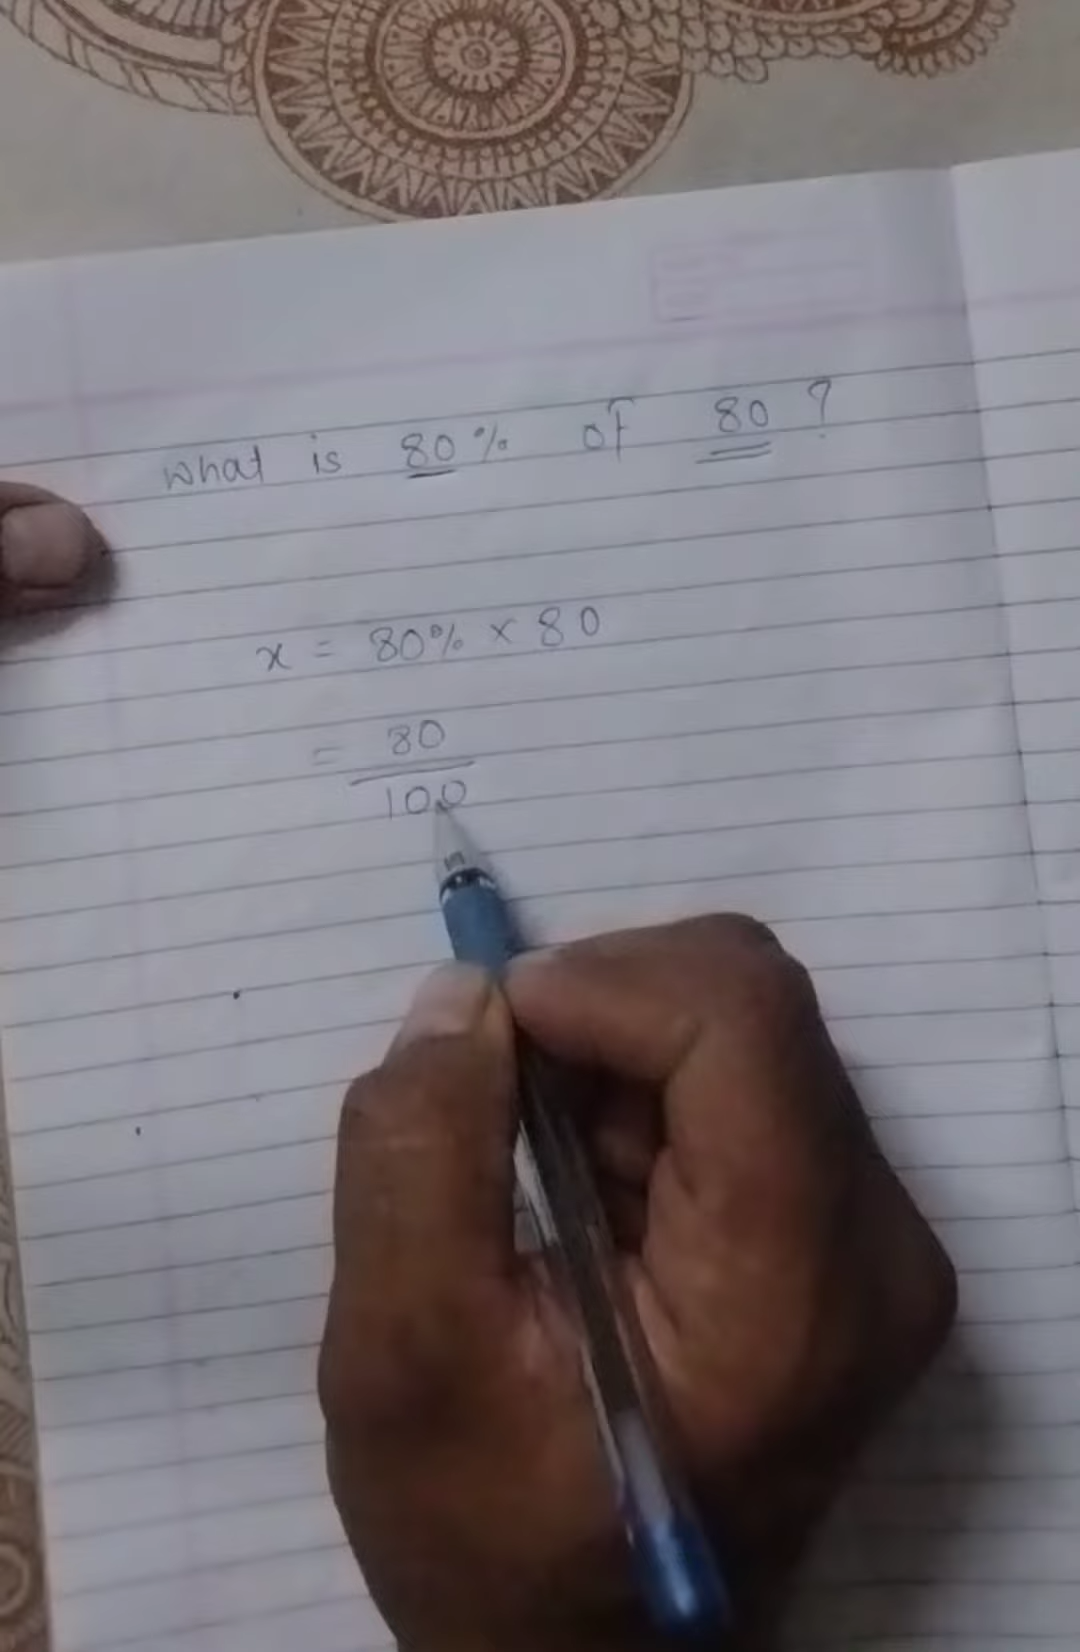 what is 80% of 80?
x = 80% × 80
= 80
100